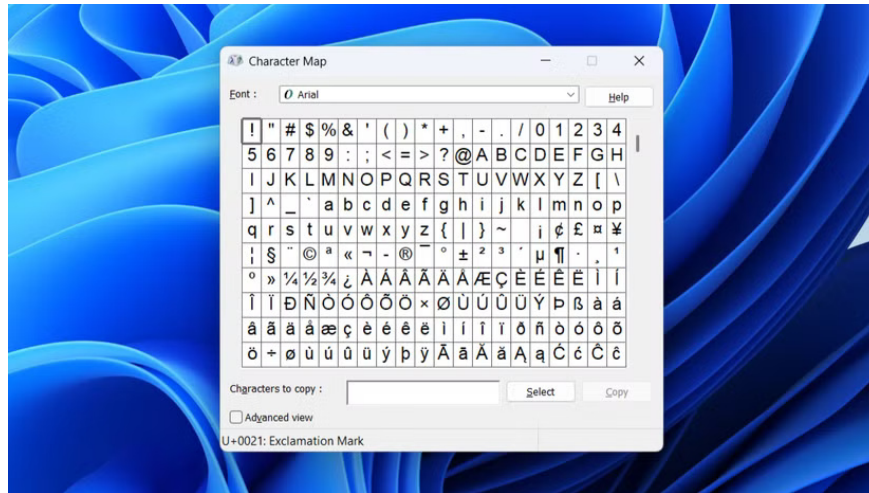 Character Map
Font : O Arial Help
! " # $ % & ' ( ) * + , - . / 0 1 2 3 4
5 6 7 8 9 : ; < = > ? @ A B C D E F G H
I J K L M N O P Q R S T U V W X Y Z [ \
] ^ _ ` a b c d e f g h i j k l m n o p
q r s t u v w x y z { | } ~   ¡ ¢ £ ¤ ¥
¦ § ¨ © ª « ¬ - ® ¯ ° ± ² ³ ´ µ ¶ · ¸ ¹
º » ¼ ½ ¾ ¿ À Á Â Ã Ä Å Æ Ç È É Ê Ë Ì Í
Î Ï Ð Ñ Ò Ó Ô Õ Ö × Ø Ù Ú Û Ü Ý Þ ß à á
â ã ä å æ ç è é ê ë ì í î ï ð ñ ò ó ô õ
ö ÷ ø ù ú û ü ý þ ÿ Ā ā Ă ă Ą ą Ć ć Ĉ ĉ
Characters to copy : Select Copy
Advanced view
U+0021: Exclamation Mark